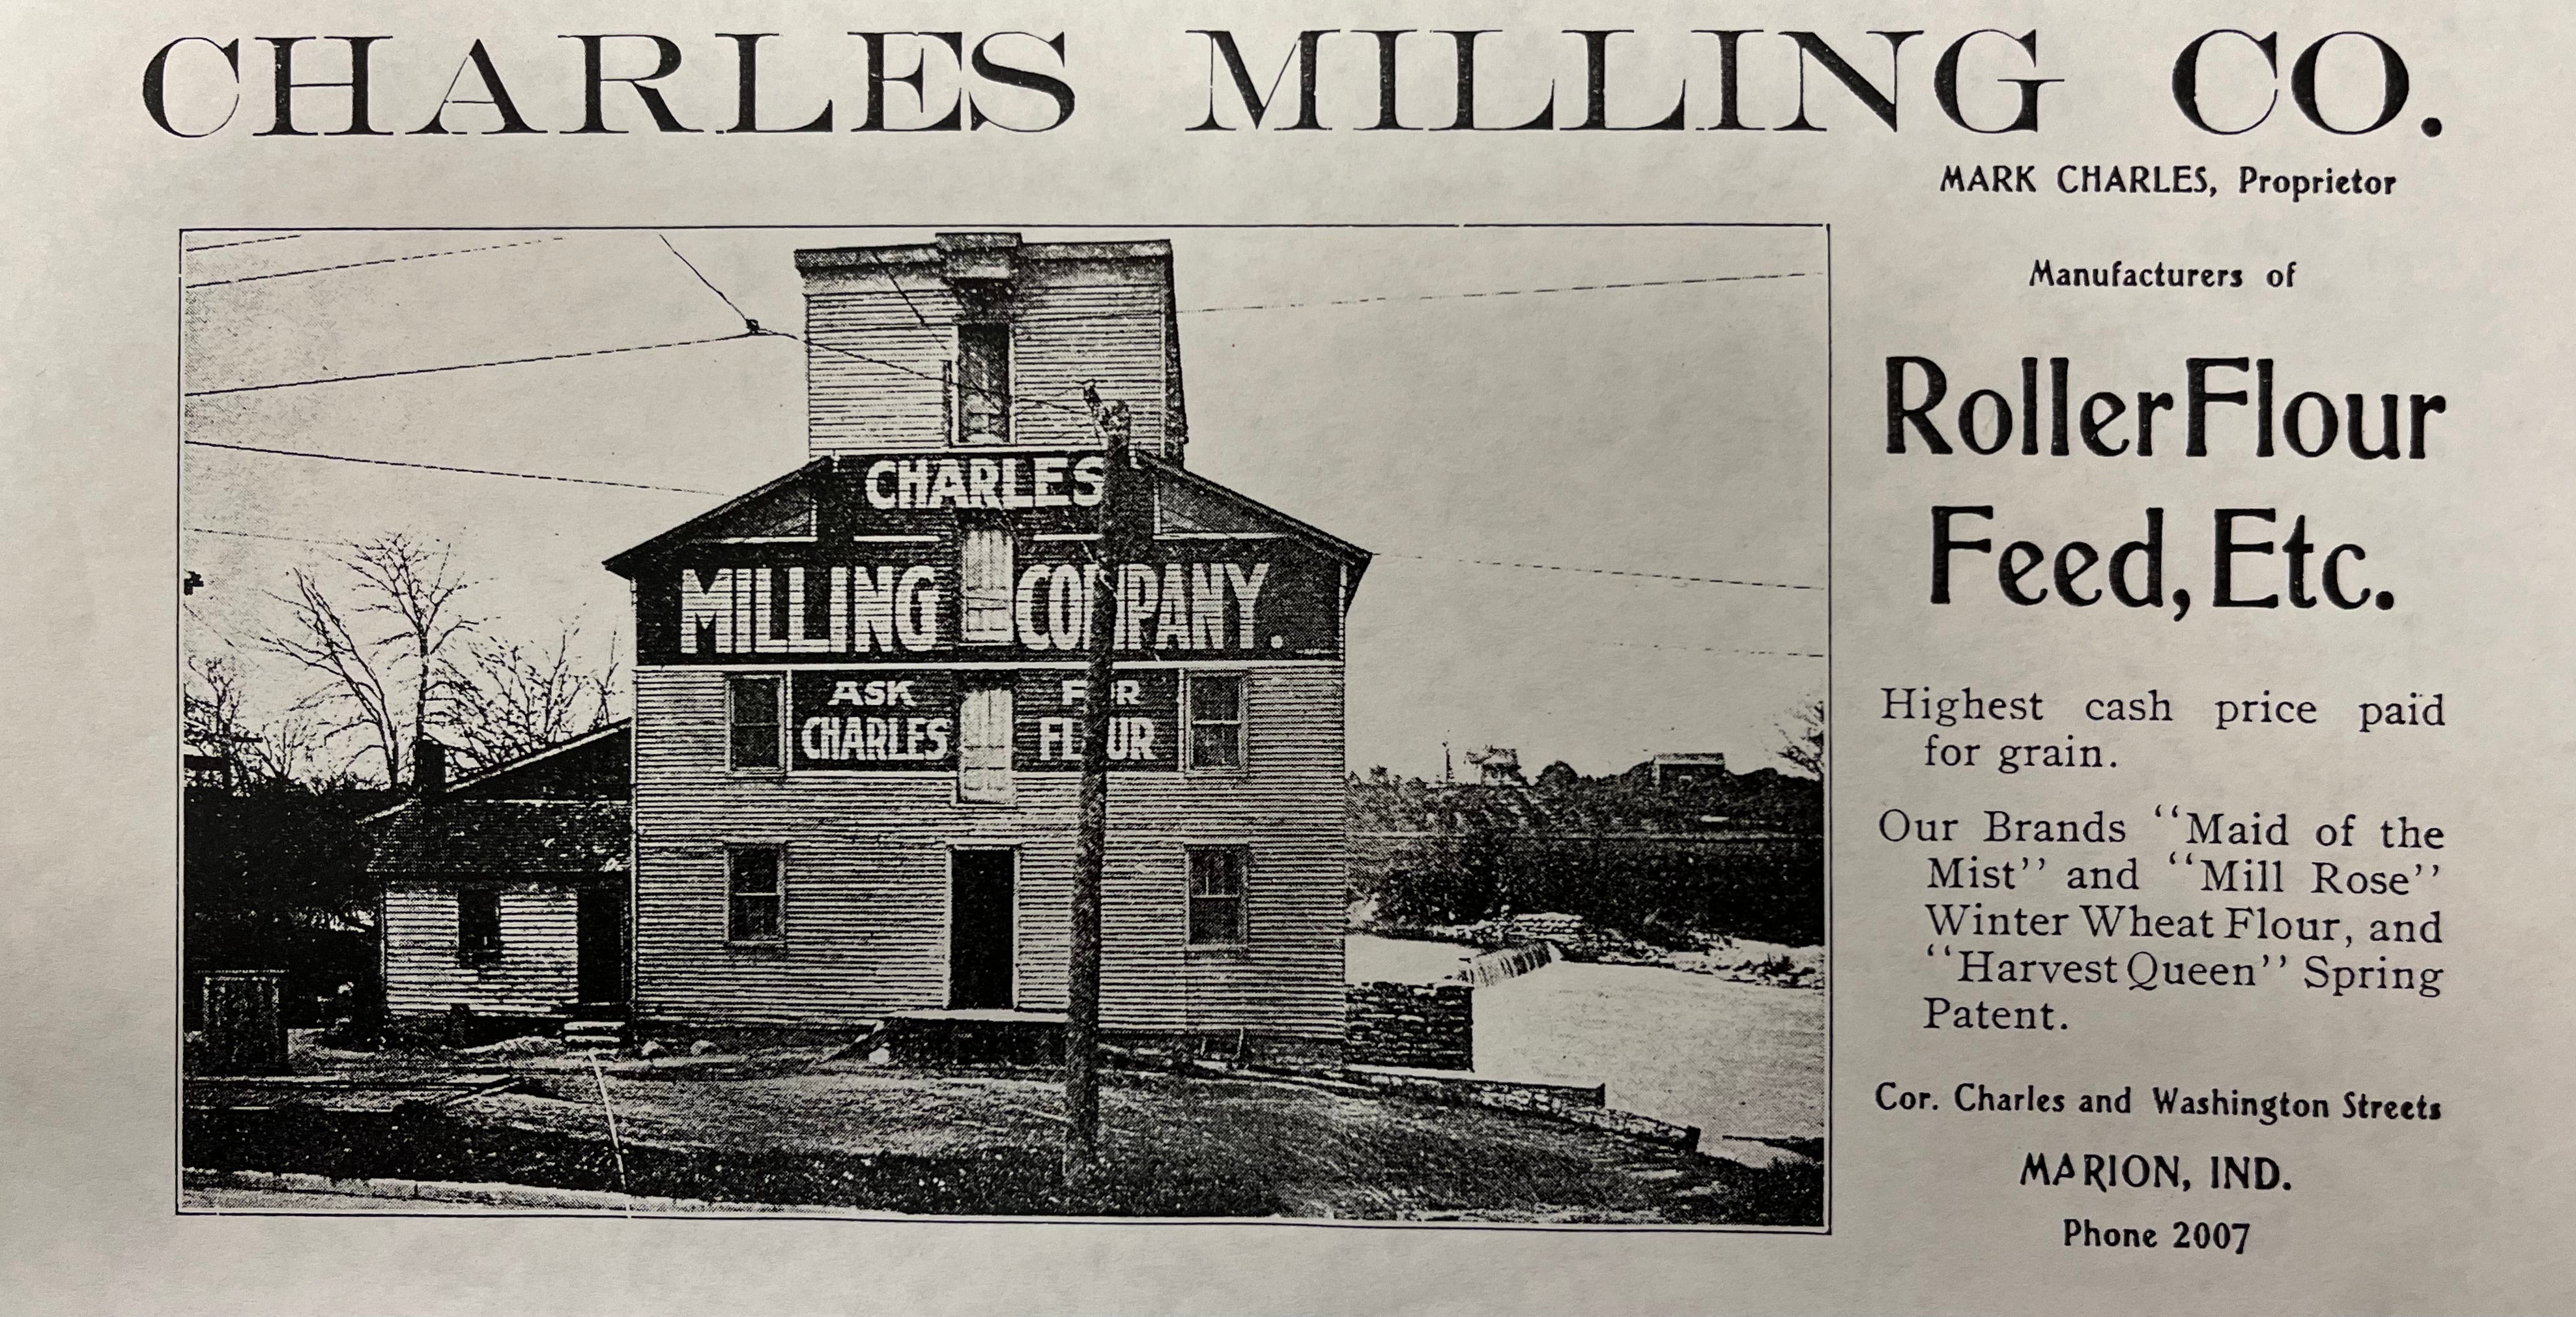 CHARLES MILLING CO.
MARK CHARLES, Proprietor
CHARLES
MILLING COMPANY.
ASK FOR
CHARLES FLOUR
Manufacturers of
Roller Flour
Feed, Etc.
Highest cash price paid
for grain.
Our Brands "Maid of the
Mist" and "Mill Rose"
Winter Wheat Flour, and
"Harvest Queen" Spring
Patent.
Cor. Charles and Washington Streets
MARION, IND.
Phone 2007